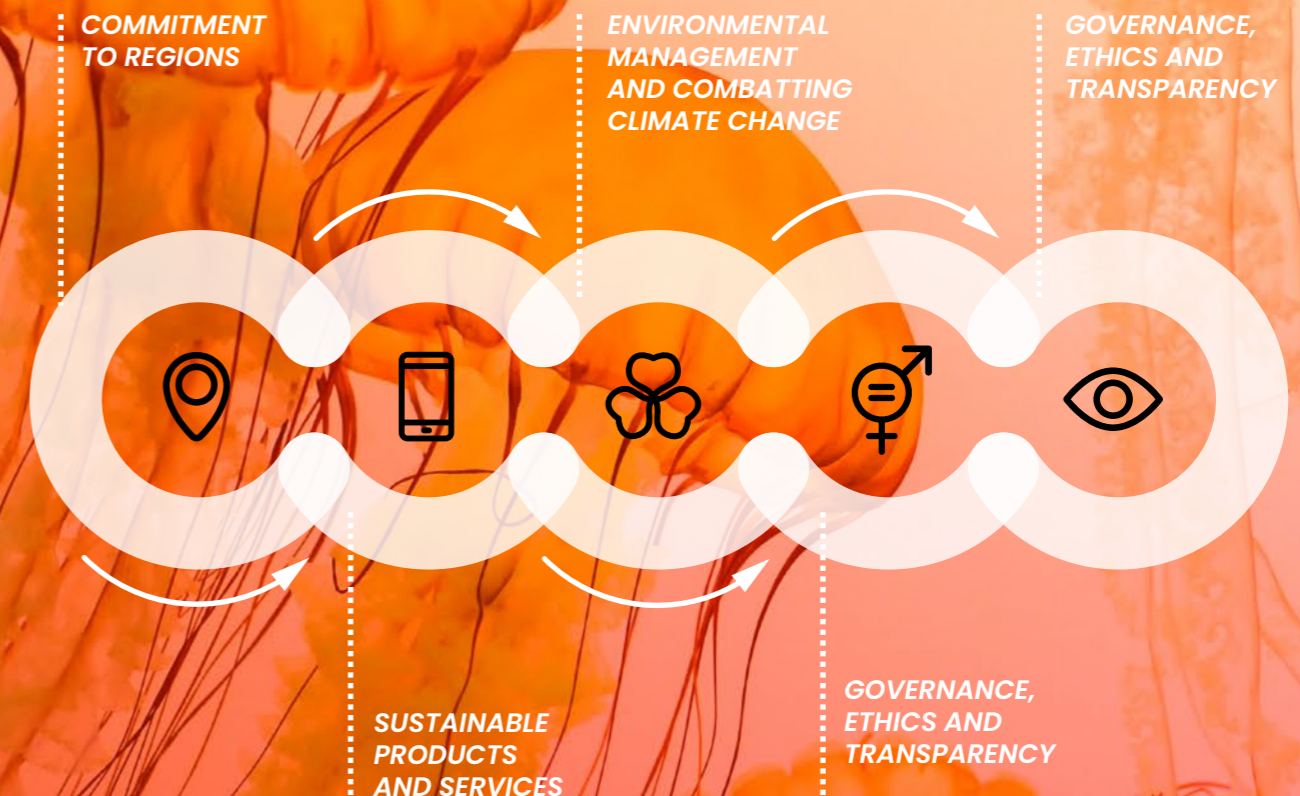 COMMITMENT
TO REGIONS
ENVIRONMENTAL
MANAGEMENT
AND COMBATTING
CLIMATE CHANGE
GOVERNANCE,
ETHICS AND
TRANSPARENCY
SUSTAINABLE
PRODUCTS
AND SERVICES
GOVERNANCE,
ETHICS AND
TRANSPARENCY